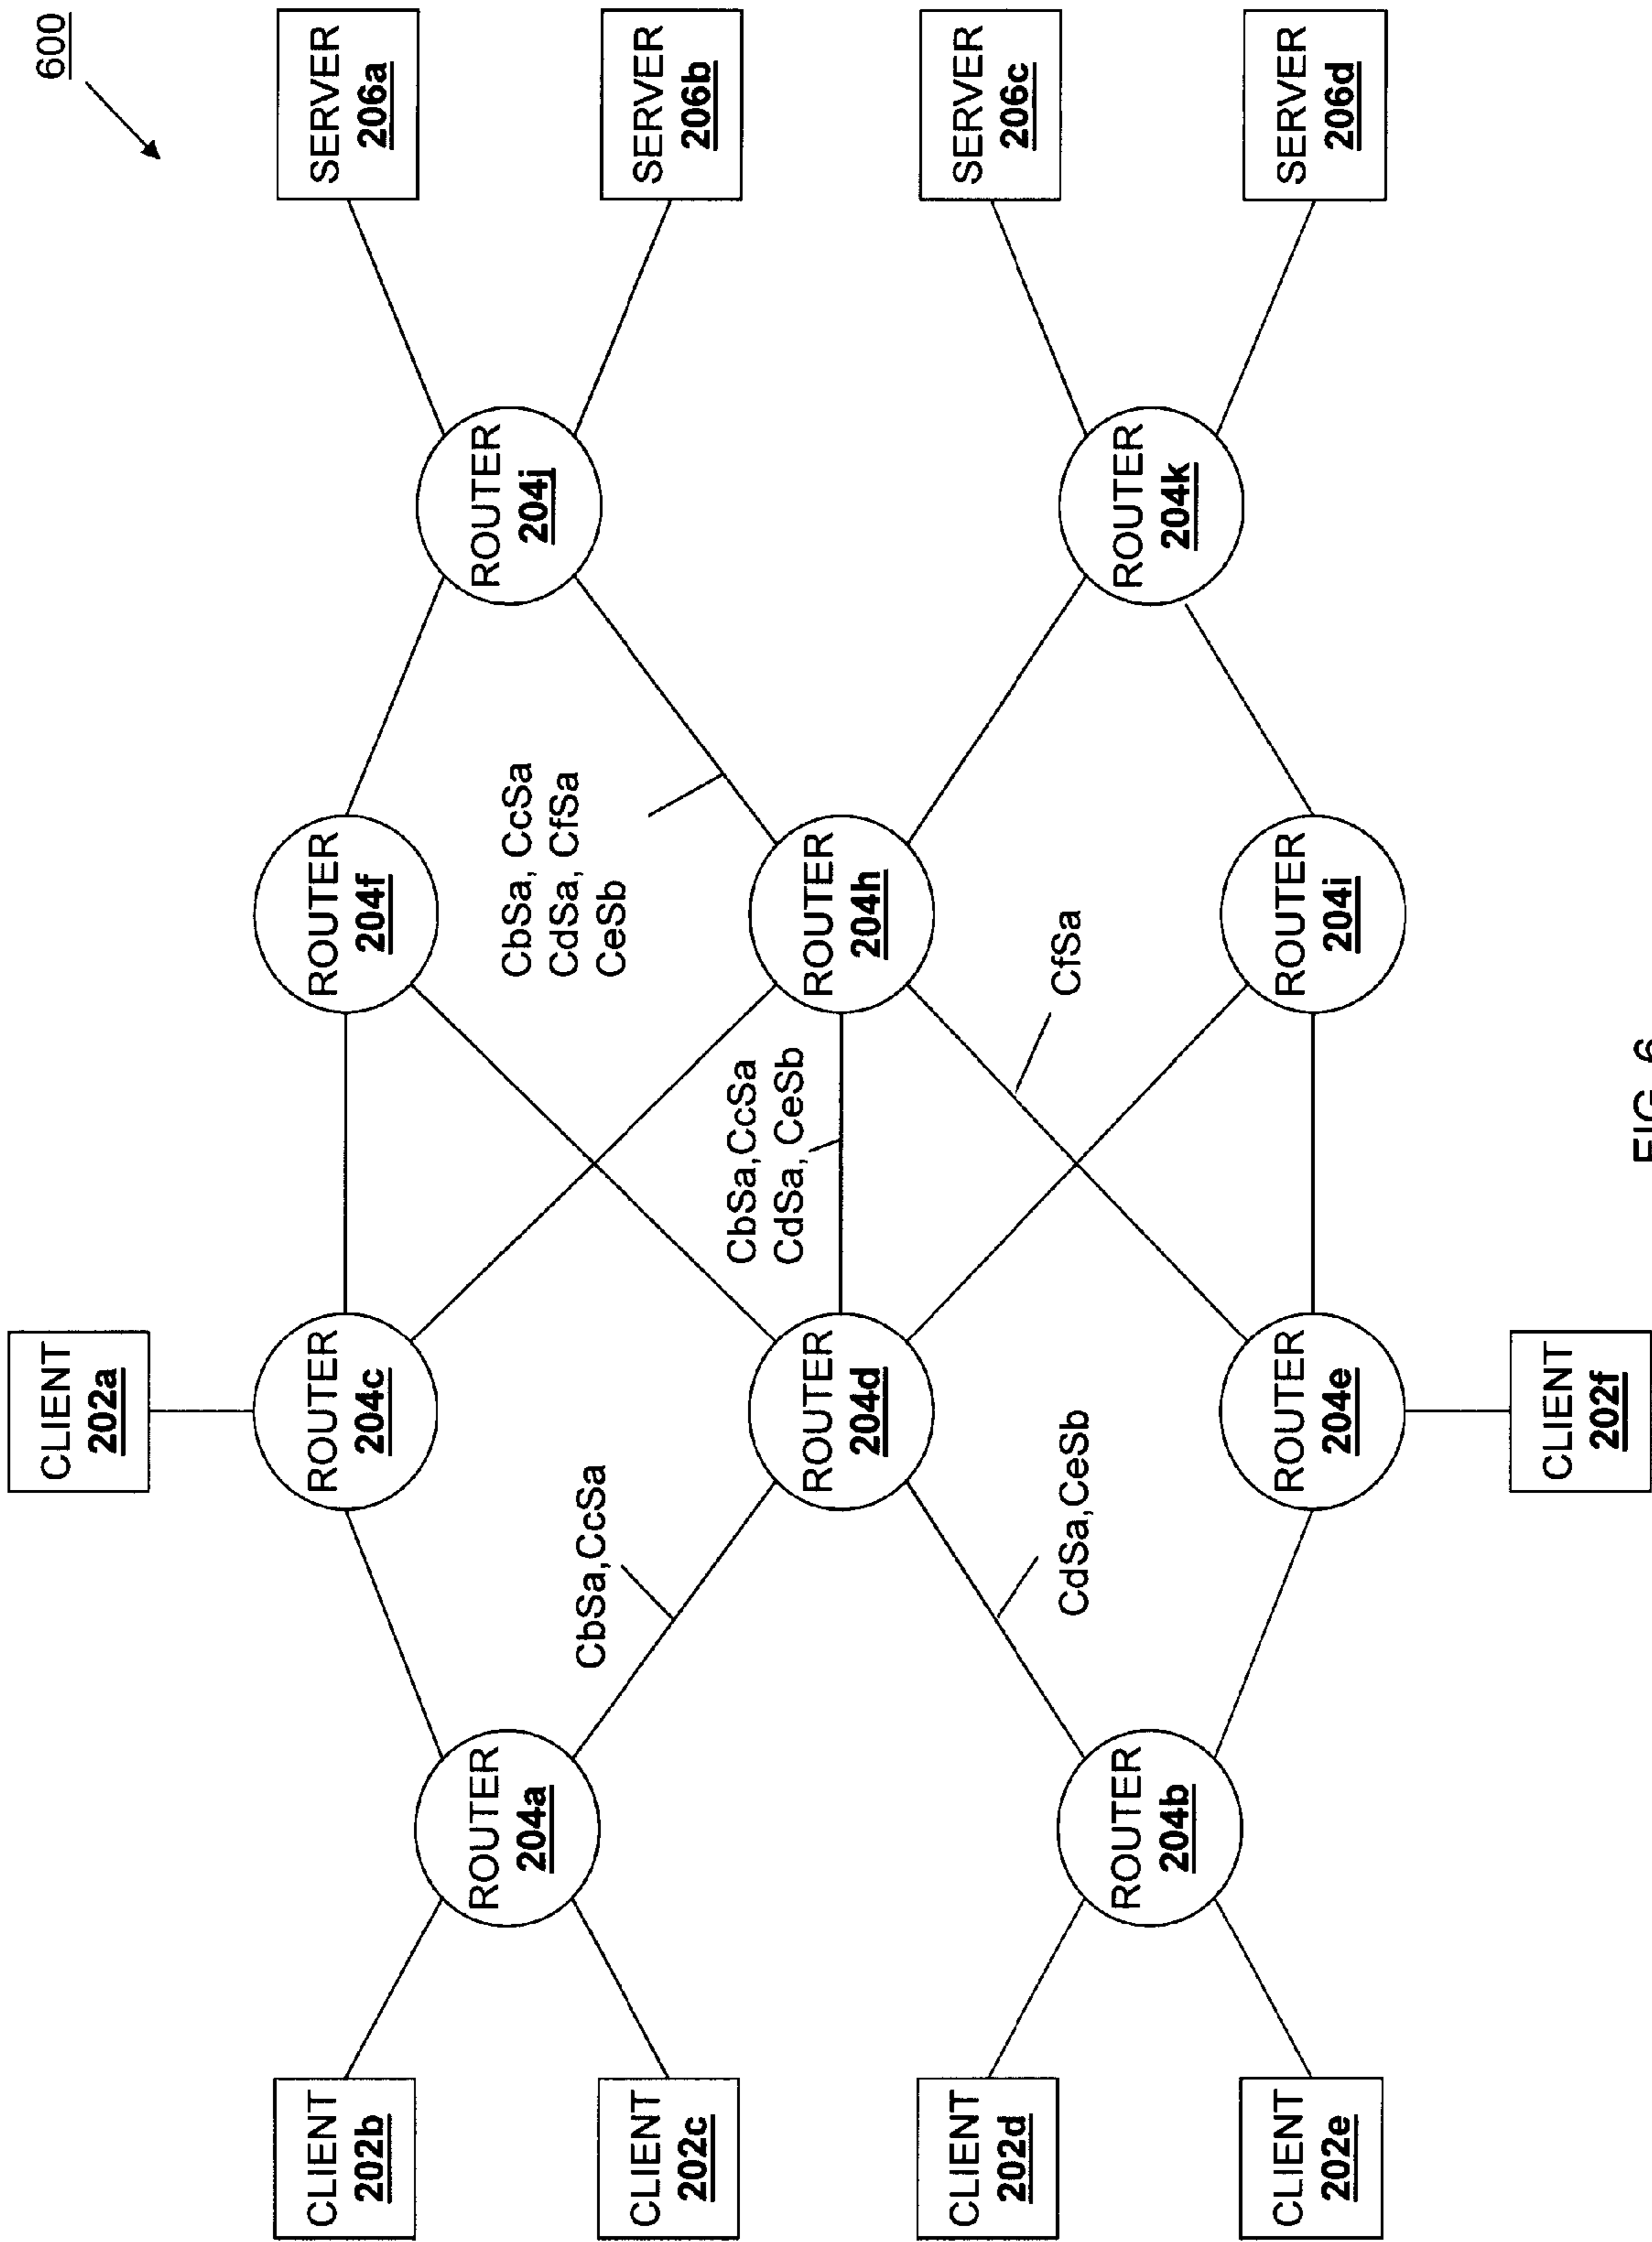 600
CLIENT
202a
CLIENT
202b
ROUTER
204a
ROUTER
204c
ROUTER
204f
ROUTER
204j
SERVER
206a
CLIENT
202c
CbSa,CcSa
CbSa, CcSa
CdSa, CfSa
CeSb
SERVER
206b
CbSa,CcSa
CdSa, CeSb
ROUTER
204d
ROUTER
204h
CLIENT
202d
CdSa,CeSb
CfSa
SERVER
206c
ROUTER
204b
ROUTER
204k
CLIENT
202e
ROUTER
204e
ROUTER
204i
SERVER
206d
CLIENT
202f
FIG. 6